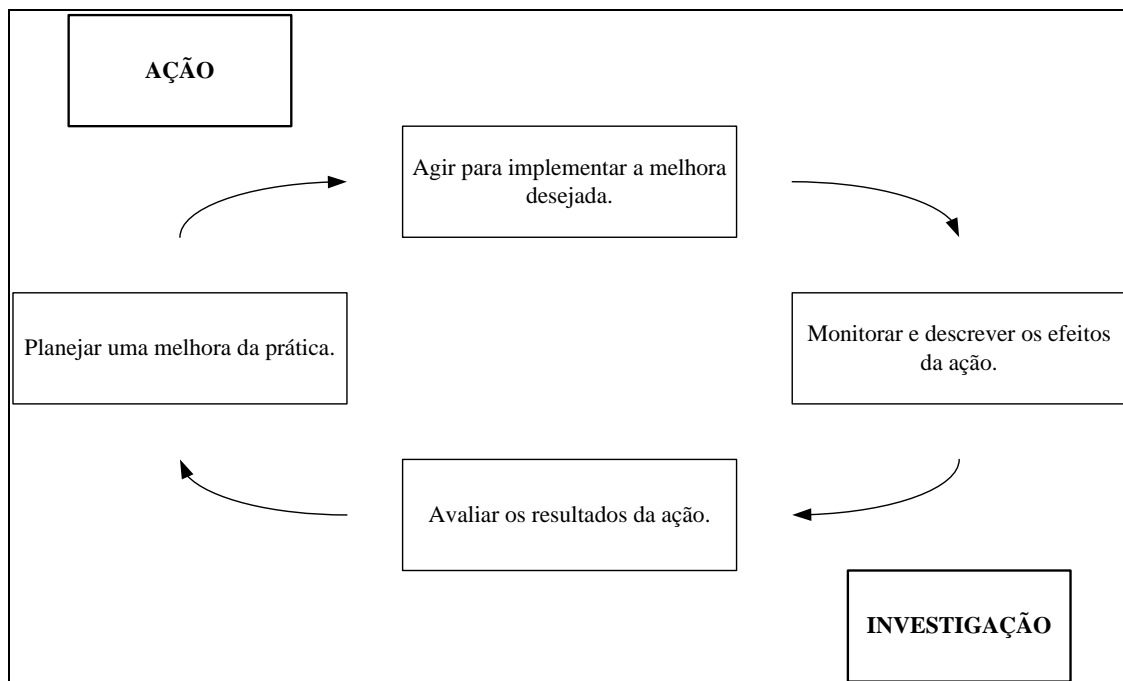 AÇÃO
Agir para implementar a melhora
desejada.
Planejar uma melhora da prática.
Monitorar e descrever os efeitos
da ação.
Avaliar os resultados da ação.
INVESTIGAÇÃO